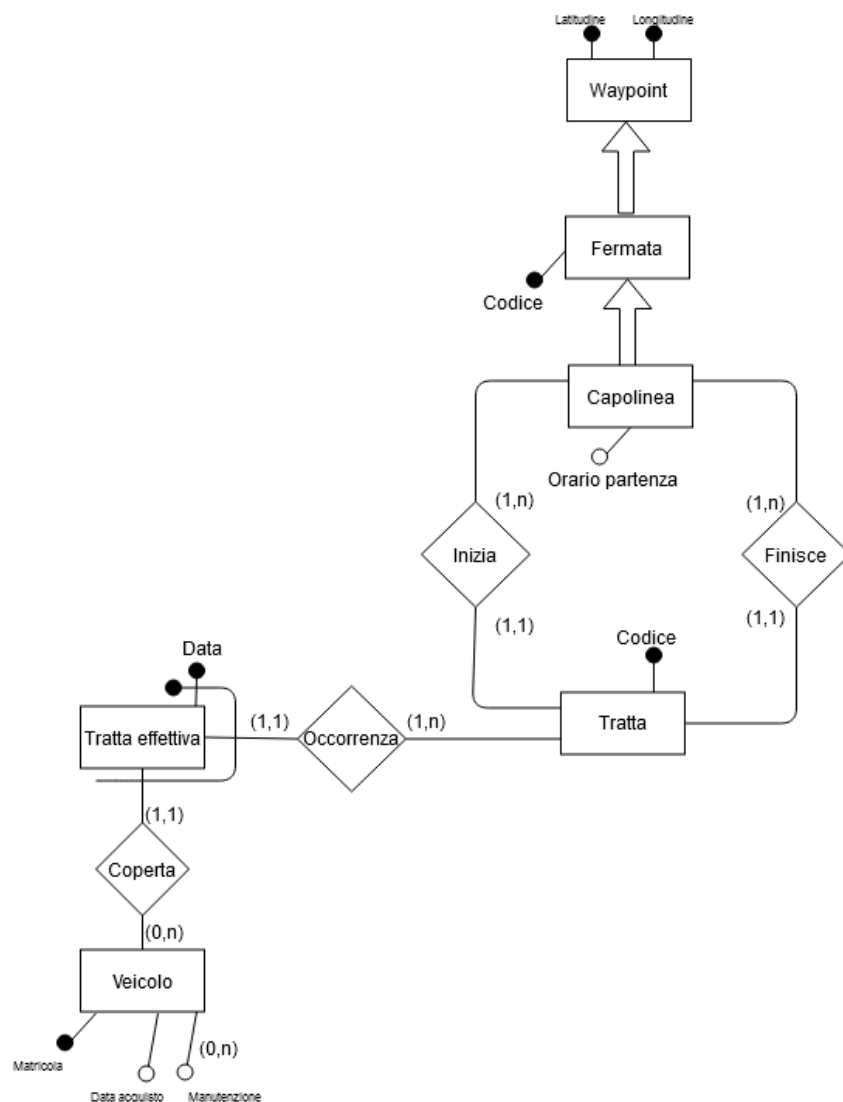 Latitudine
Longitudine
Waypoint
Fermata
Codice
Capolinea
Orario partenza
(1,n)
(1,n)
Inizia
Finisce
(1,1)
(1,1)
Codice
Data
Tratta effettiva
(1,1)
Occorrenza
(1,n)
Tratta
(1,1)
Coperta
(0,n)
Veicolo
(0,n)
Matricola
Data acquisto
Manutenzione